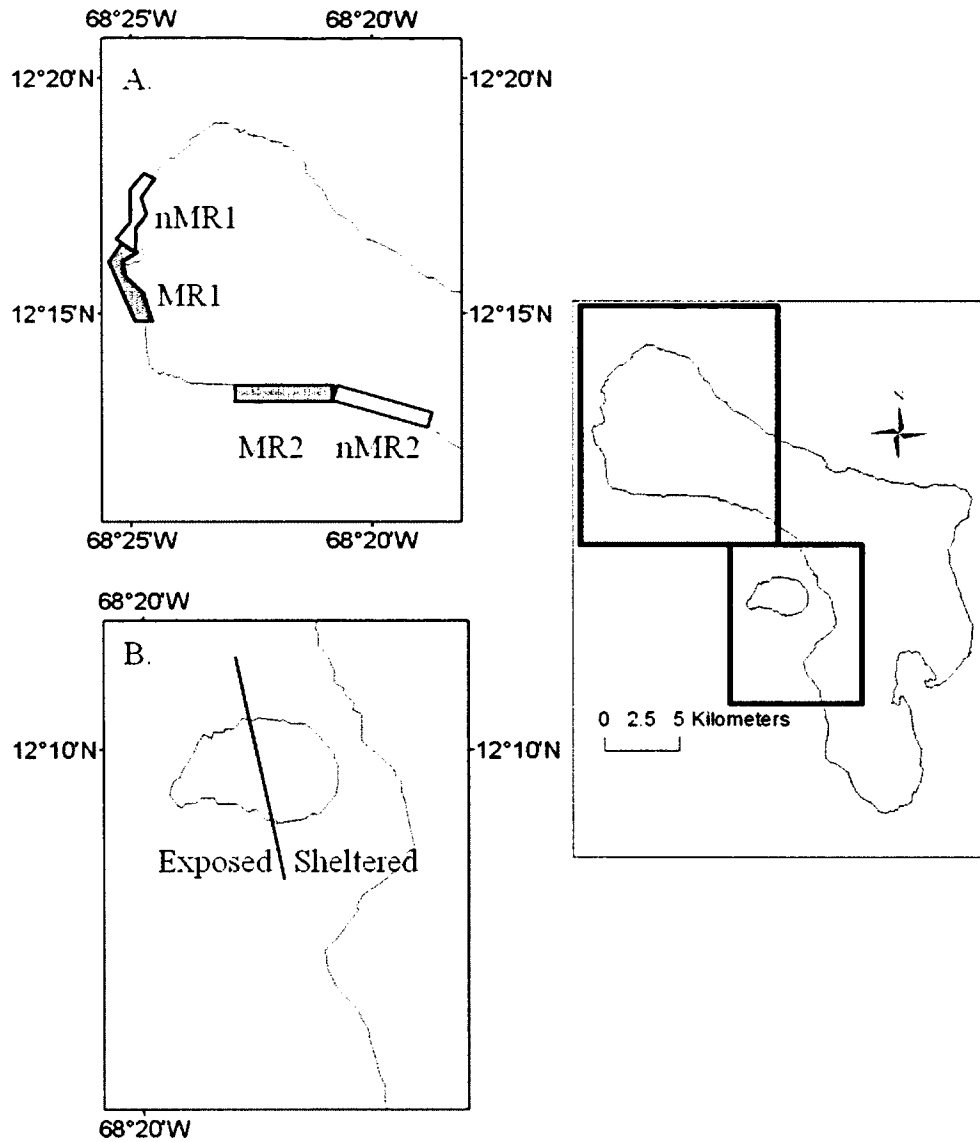 68°25'W 68°20'W
12°20'N A. 12°20'N
nMR1
MR1
12°15'N 12°15'N
MR2 nMR2
68°25'W 68°20'W
N
0 2.5 5 Kilometers
68°20'W
B.
12°10'N 12°10'N
Exposed Sheltered
68°20'W